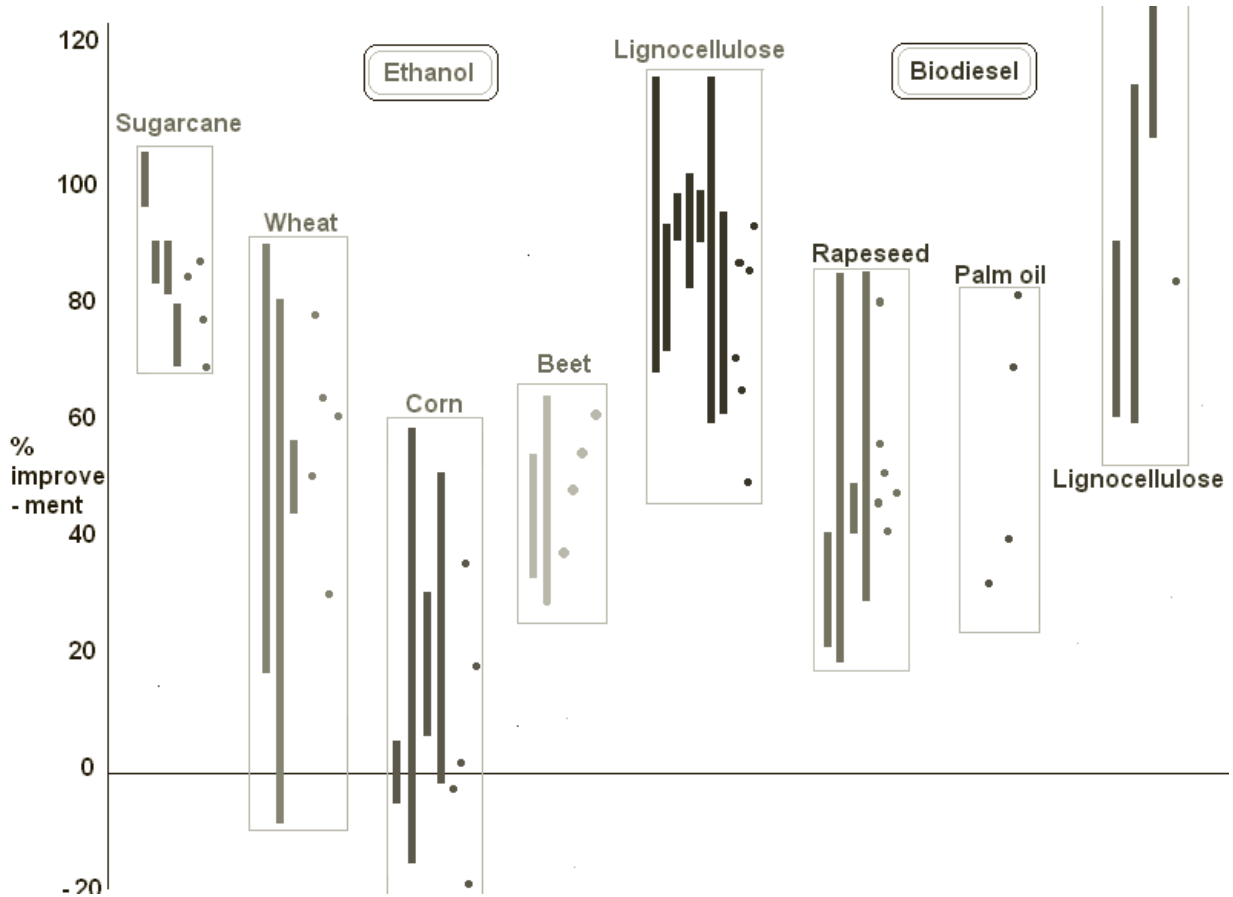 120
Ethanol
Lignocellulose
Biodiesel
Sugarcane
100
Wheat
Rapeseed
Palm oil
80
Beet
Corn
60
%
improve
- ment
Lignocellulose
40
20
0
- 20